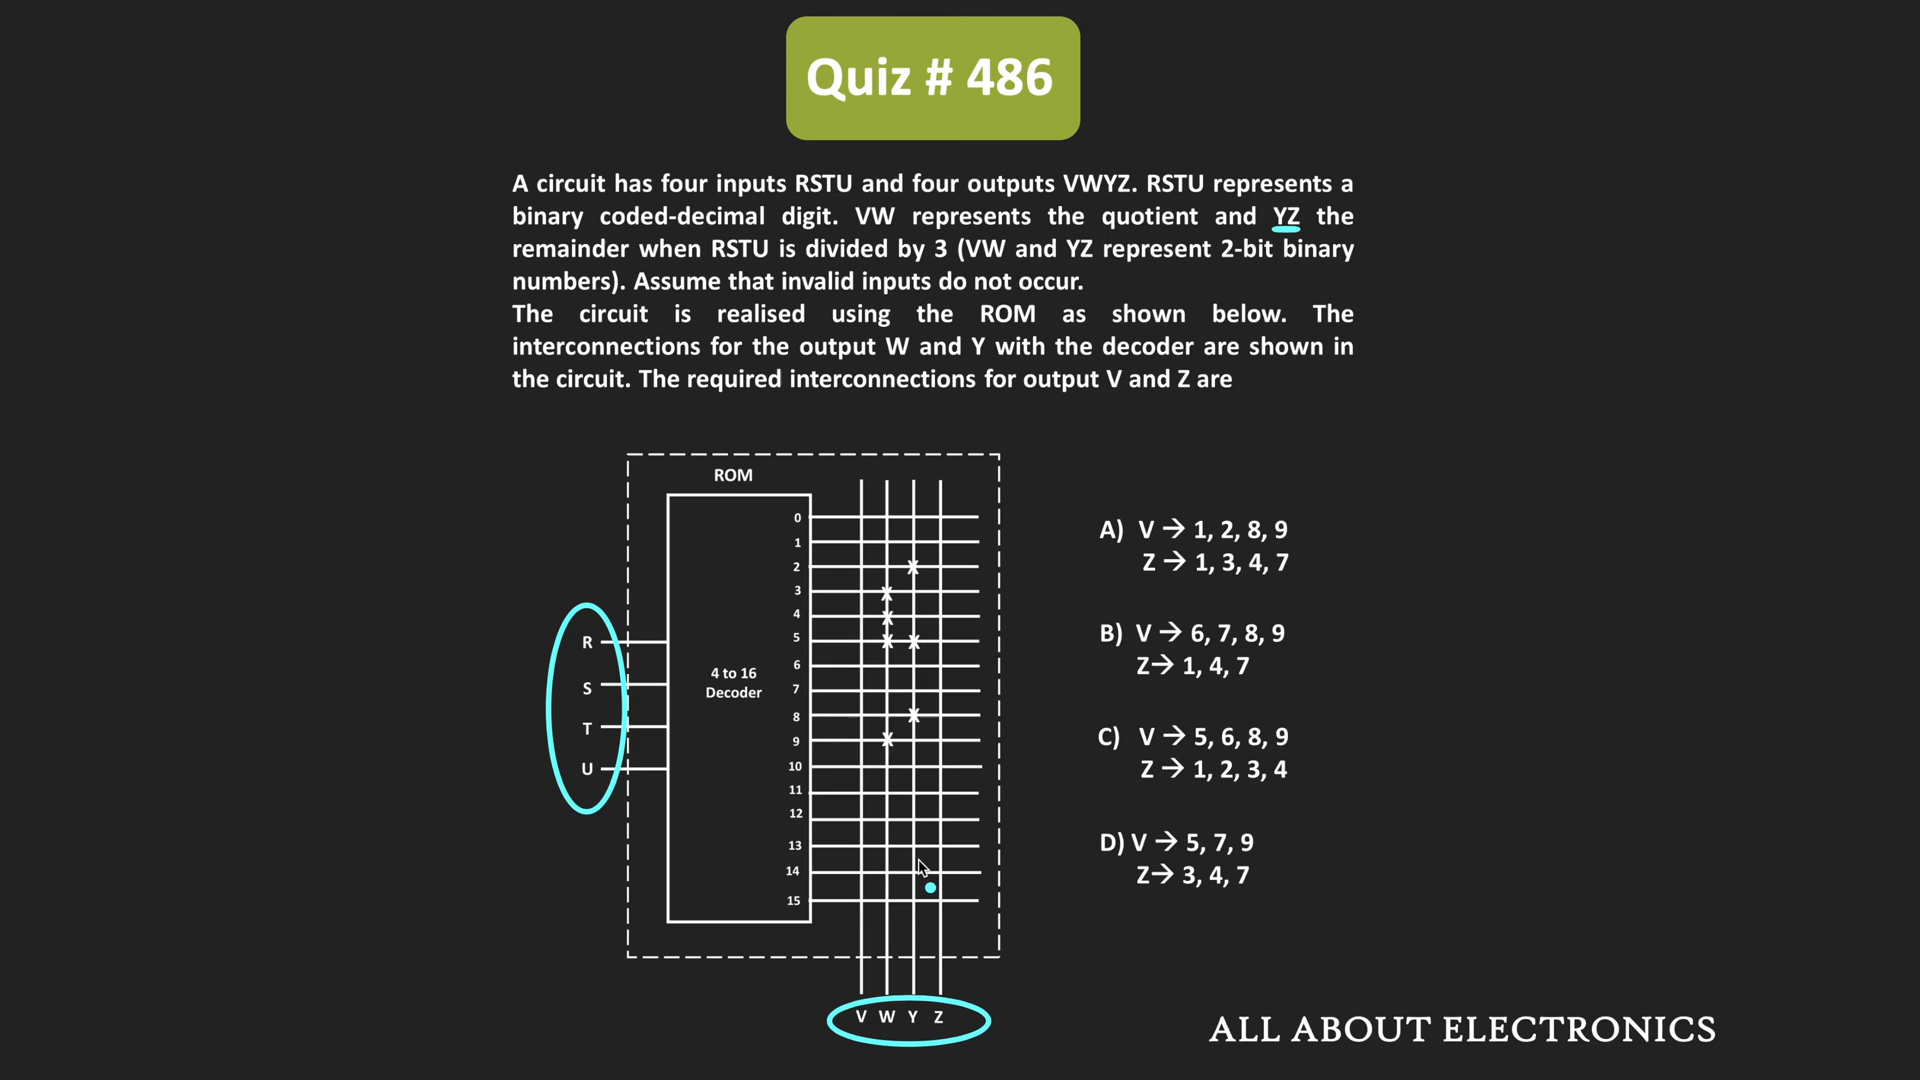 Quiz # 486
A circuit has four inputs RSTU and four outputs VWYZ. RSTU represents a
binary coded-decimal digit. VW represents the quotient and YZ the
remainder when RSTU is divided by 3 (VW and YZ represent 2-bit binary
numbers). Assume that invalid inputs do not occur.
The circuit is realised using the ROM as shown below. The
interconnections for the output W and Y with the decoder are shown in
the circuit. The required interconnections for output V and Z are
ROM
0
1
2
3
4
5
6
7
8
9
10
11
12
13
14
15
R
S
T
U
4 to 16
Decoder
X
X
X
X X
X
X
V W Y Z
A) V → 1, 2, 8, 9
Z → 1, 3, 4, 7
B) V → 6, 7, 8, 9
Z→ 1, 4, 7
C) V → 5, 6, 8, 9
Z → 1, 2, 3, 4
D) V → 5, 7, 9
Z→ 3, 4, 7
ALL ABOUT ELECTRONICS